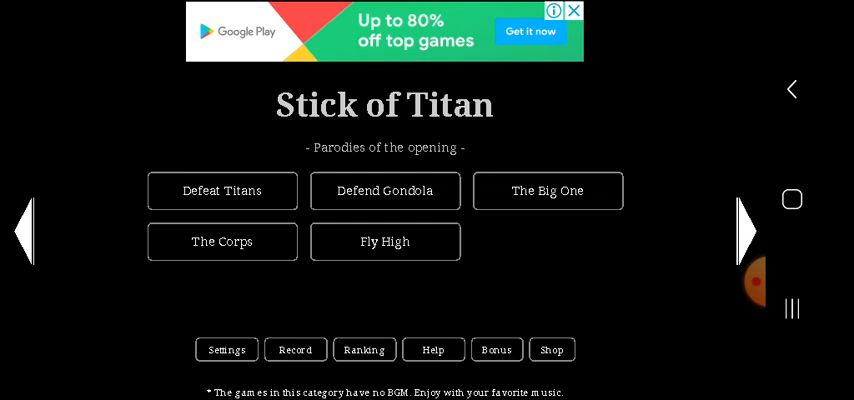 Google Play
Up to 80%
off top games
Get it now
Stick of Titan
- Parodies of the opening -
Defeat Titans
Defend Gondola
The Big One
The Corps
Fly High
Settings
Record
Ranking
Help
Bonus
Shop
* The games in this category have no BGM. Enjoy with your favorite music.